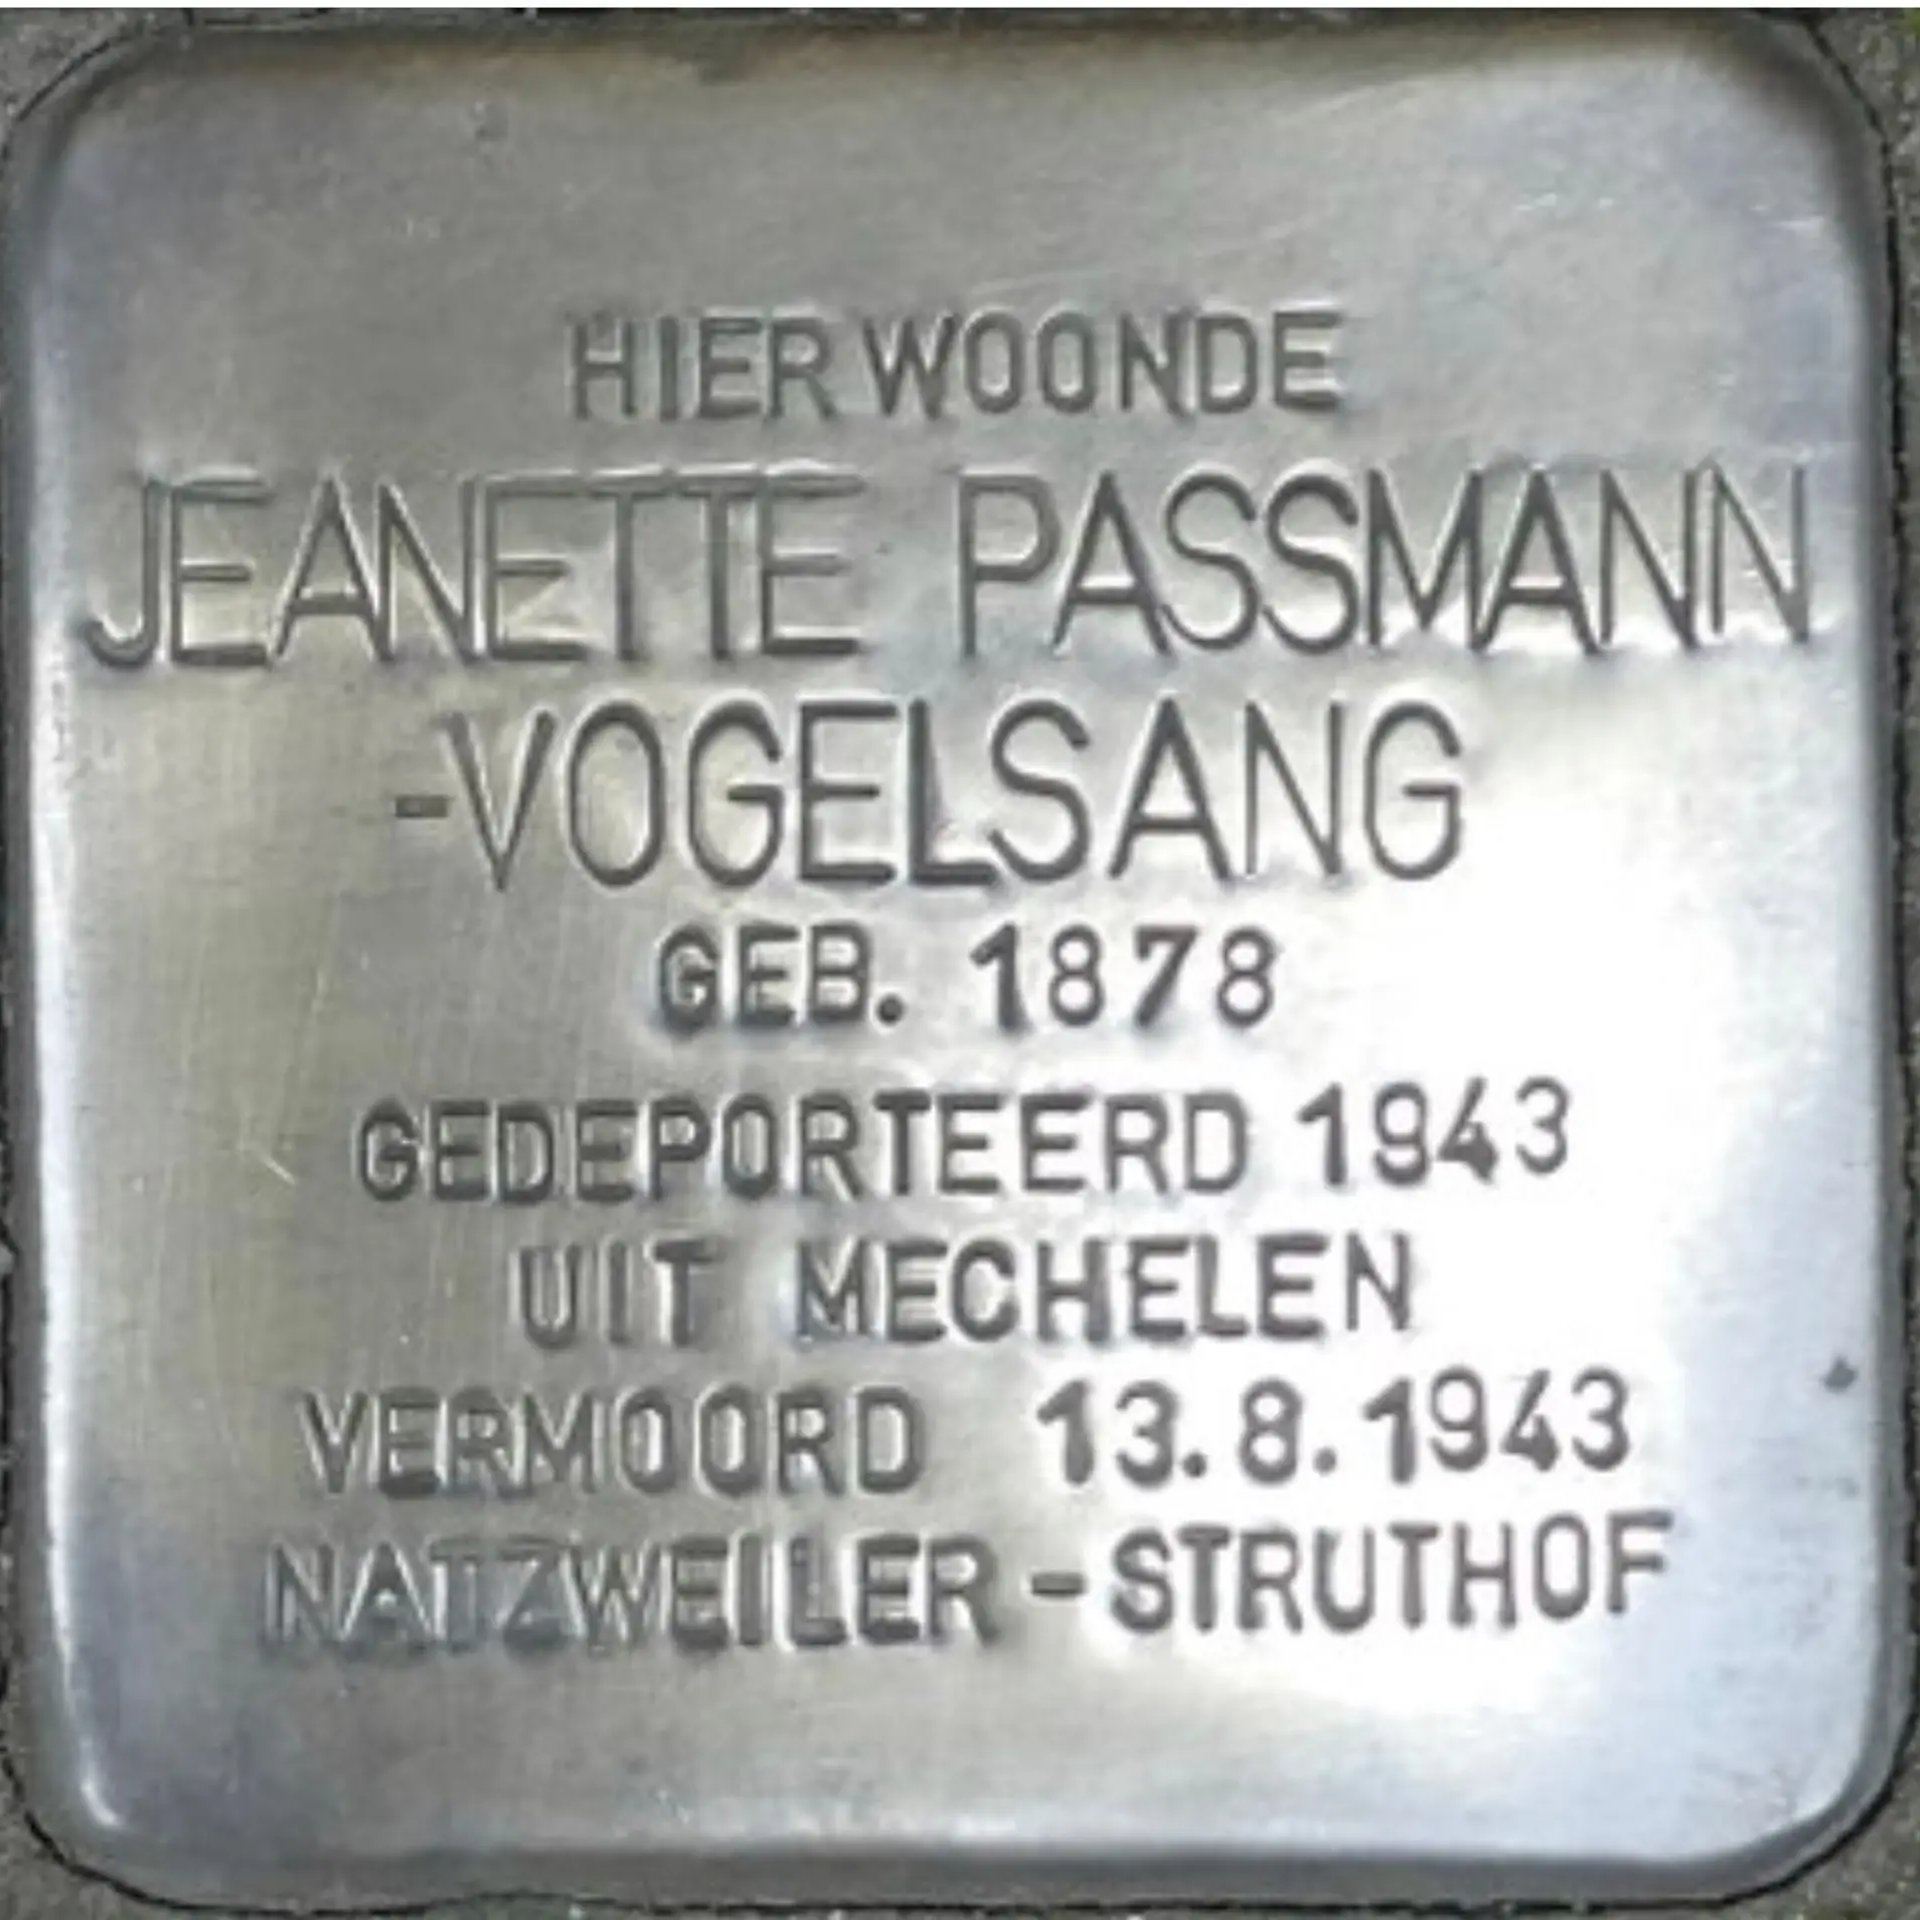 HIER WOONDE
JEANETTE PASSMANN
-VOGELSANG
GEB. 1878
GEDEPORTEERD 1943
UIT MECHELEN
VERMOORD 13.8.1943
NATZWEILER-STRUTHOF